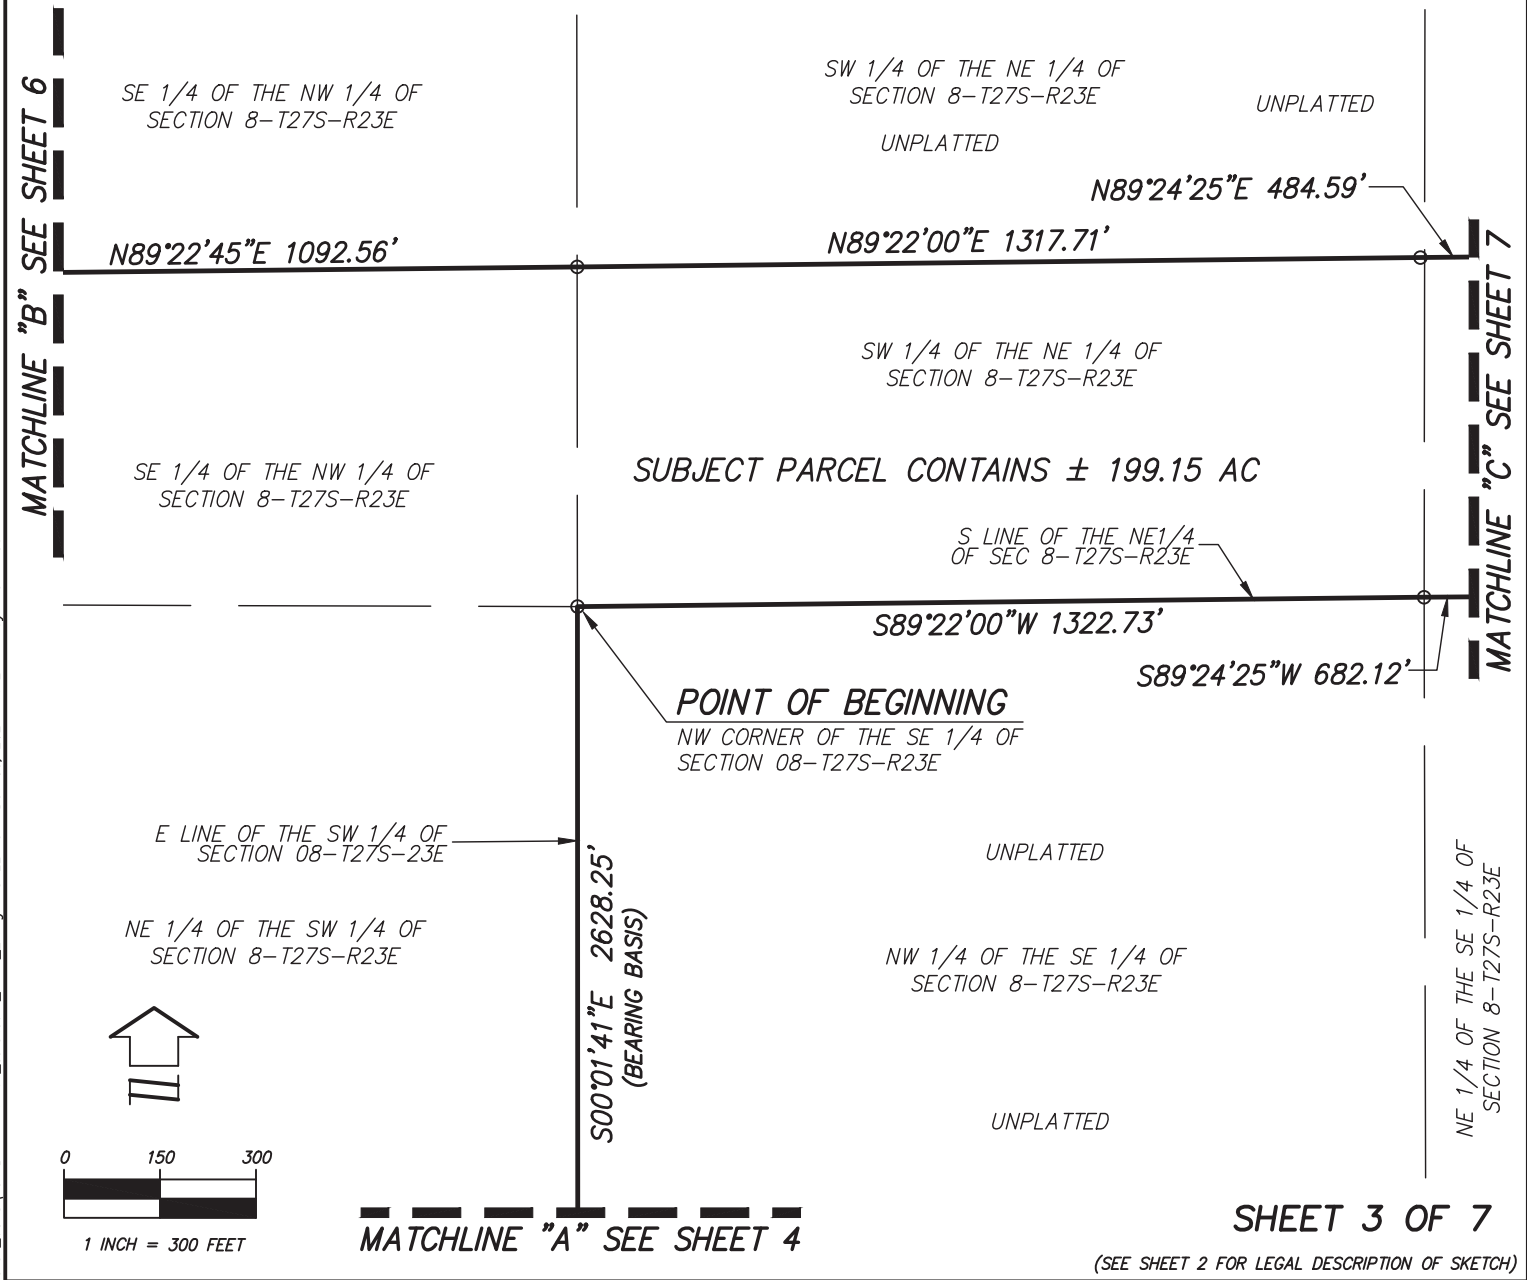 SE 1/4 OF THE NW 1/4 OF
SECTION 8-T27S-R23E
SW 1/4 OF THE NE 1/4 OF
SECTION 8-T27S-R23E
UNPLATTED
UNPLATTED
N89°24'25"E 484.59'
MATCHLINE "B" SEE SHEET 6
N89°22'45"E 1092.56'
N89°22'00"E 1317.71'
MATCHLINE "C" SEE SHEET 7
SW 1/4 OF THE NE 1/4 OF
SECTION 8-T27S-R23E
SE 1/4 OF THE NW 1/4 OF
SECTION 8-T27S-R23E
SUBJECT PARCEL CONTAINS ± 199.15 AC
S LINE OF THE NE1/4
OF SEC 8-T27S-R23E
S89°22'00"W 1322.73'
S89°24'25"W 682.12'
POINT OF BEGINNING
NW CORNER OF THE SE 1/4 OF
SECTION 08-T27S-R23E
E LINE OF THE SW 1/4 OF
SECTION 08-T27S-23E
UNPLATTED
NE 1/4 OF THE SW 1/4 OF
SECTION 8-T27S-R23E
S00°01'41"E 2628.25'
(BEARING BASIS)
NW 1/4 OF THE SE 1/4 OF
SECTION 8-T27S-R23E
NE 1/4 OF THE SE 1/4 OF
SECTION 8-T27S-R23E
UNPLATTED
0 150 300
1 INCH = 300 FEET
MATCHLINE "A" SEE SHEET 4
SHEET 3 OF 7
(SEE SHEET 2 FOR LEGAL DESCRIPTION OF SKETCH)